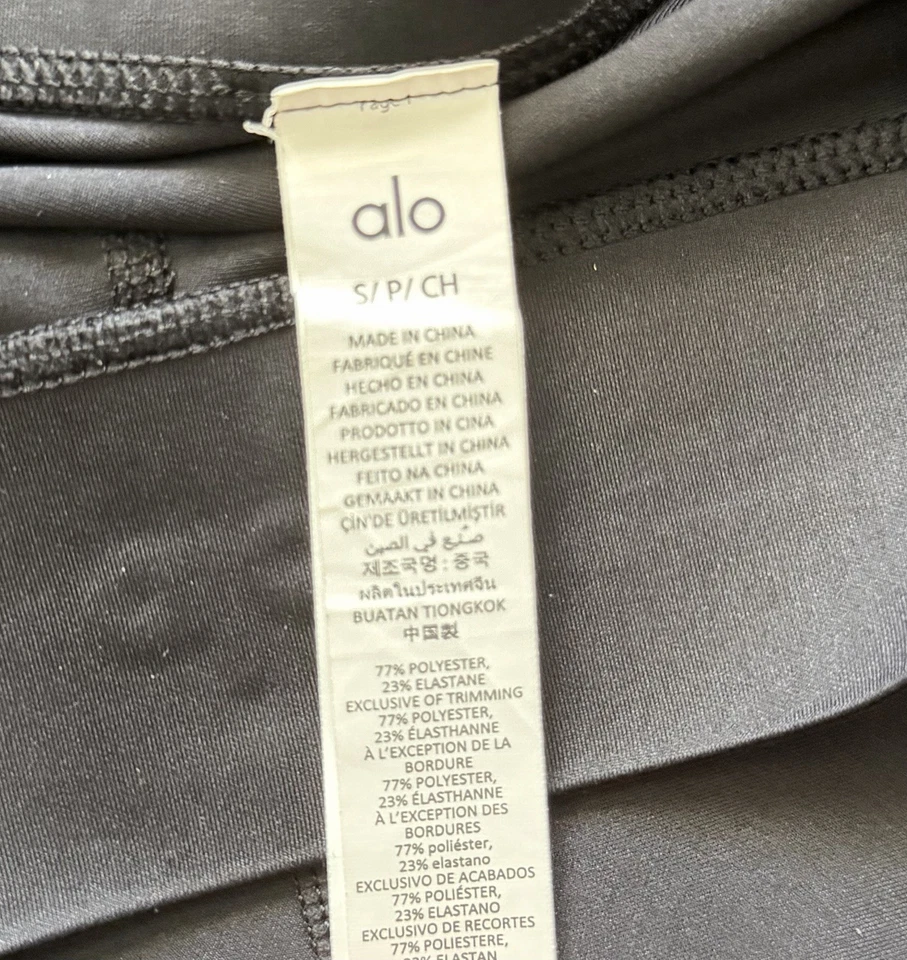 Page 1
alo
S/ P/ CH
MADE IN CHINA
FABRIQUÉ EN CHINE
HECHO EN CHINA
FABRICADO EN CHINA
PRODOTTO IN CINA
HERGESTELLT IN CHINA
FEITO NA CHINA
GEMAAKT IN CHINA
ÇİN'DE ÜRETİLMİŞTİR
صنع في الصين
제조국명 : 중국
ผลิตในประเทศจีน
BUATAN TIONGKOK
中国製
77% POLYESTER,
23% ELASTANE
EXCLUSIVE OF TRIMMING
77% POLYESTER,
23% ÉLASTHANNE
À L'EXCEPTION DE LA
BORDURE
77% POLYESTER,
23% ÉLASTHANNE
À L'EXCEPTION DES
BORDURES
77% poliéster,
23% elastano
EXCLUSIVO DE ACABADOS
77% POLIÉSTER,
23% ELASTANO
EXCLUSIVO DE RECORTES
77% POLIESTERE,
23% ELASTAN